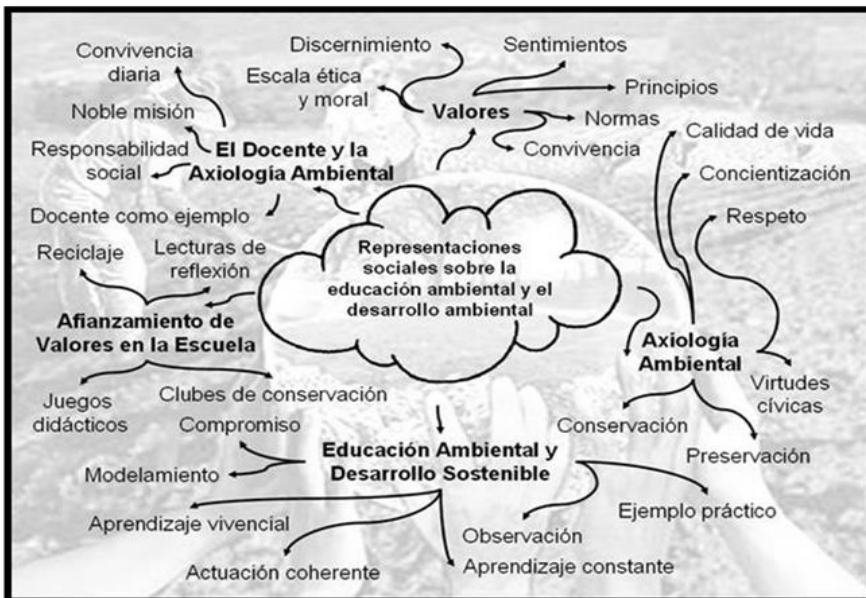 Convivencia
diaria
Noble misión
Responsabilidad
social
El Docente y la
Axiología Ambiental
Docente como ejemplo
Discernimiento
Escala ética
y moral
Valores
Sentimientos
Principios
Normas
Convivencia
Calidad de vida
Concientización
Respeto
Axiología
Ambiental
Virtudes
cívicas
Conservación
Preservación
Representaciones
sociales sobre la
educación ambiental y el
desarrollo ambiental
Reciclaje
Lecturas de
reflexión
Afianzamiento de
Valores en la Escuela
Juegos
didácticos
Clubes de conservación
Compromiso
Educación Ambiental y
Desarrollo Sostenible
Modelamiento
Aprendizaje vivencial
Actuación coherente
Observación
Aprendizaje constante
Ejemplo práctico